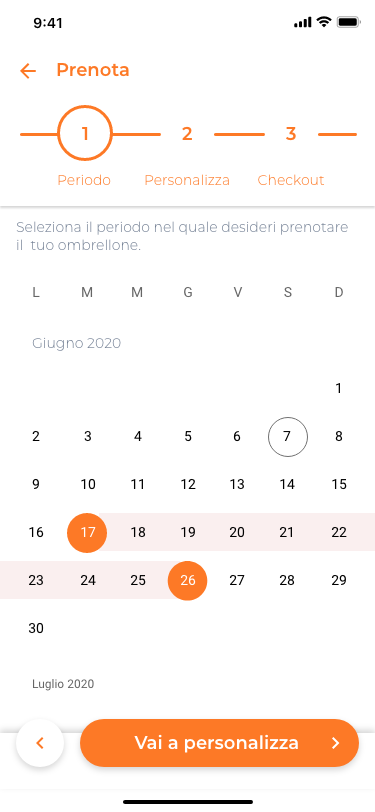 9:41
Prenota
1 2 3
Periodo Personalizza Checkout
Seleziona il periodo nel quale desideri prenotare
il tuo ombrellone.
L M M G V S D
Giugno 2020
1
2 3 4 5 6 7 8
9 10 11 12 13 14 15
16 17 18 19 20 21 22
23 24 25 26 27 28 29
30
Luglio 2020
Vai a personalizza